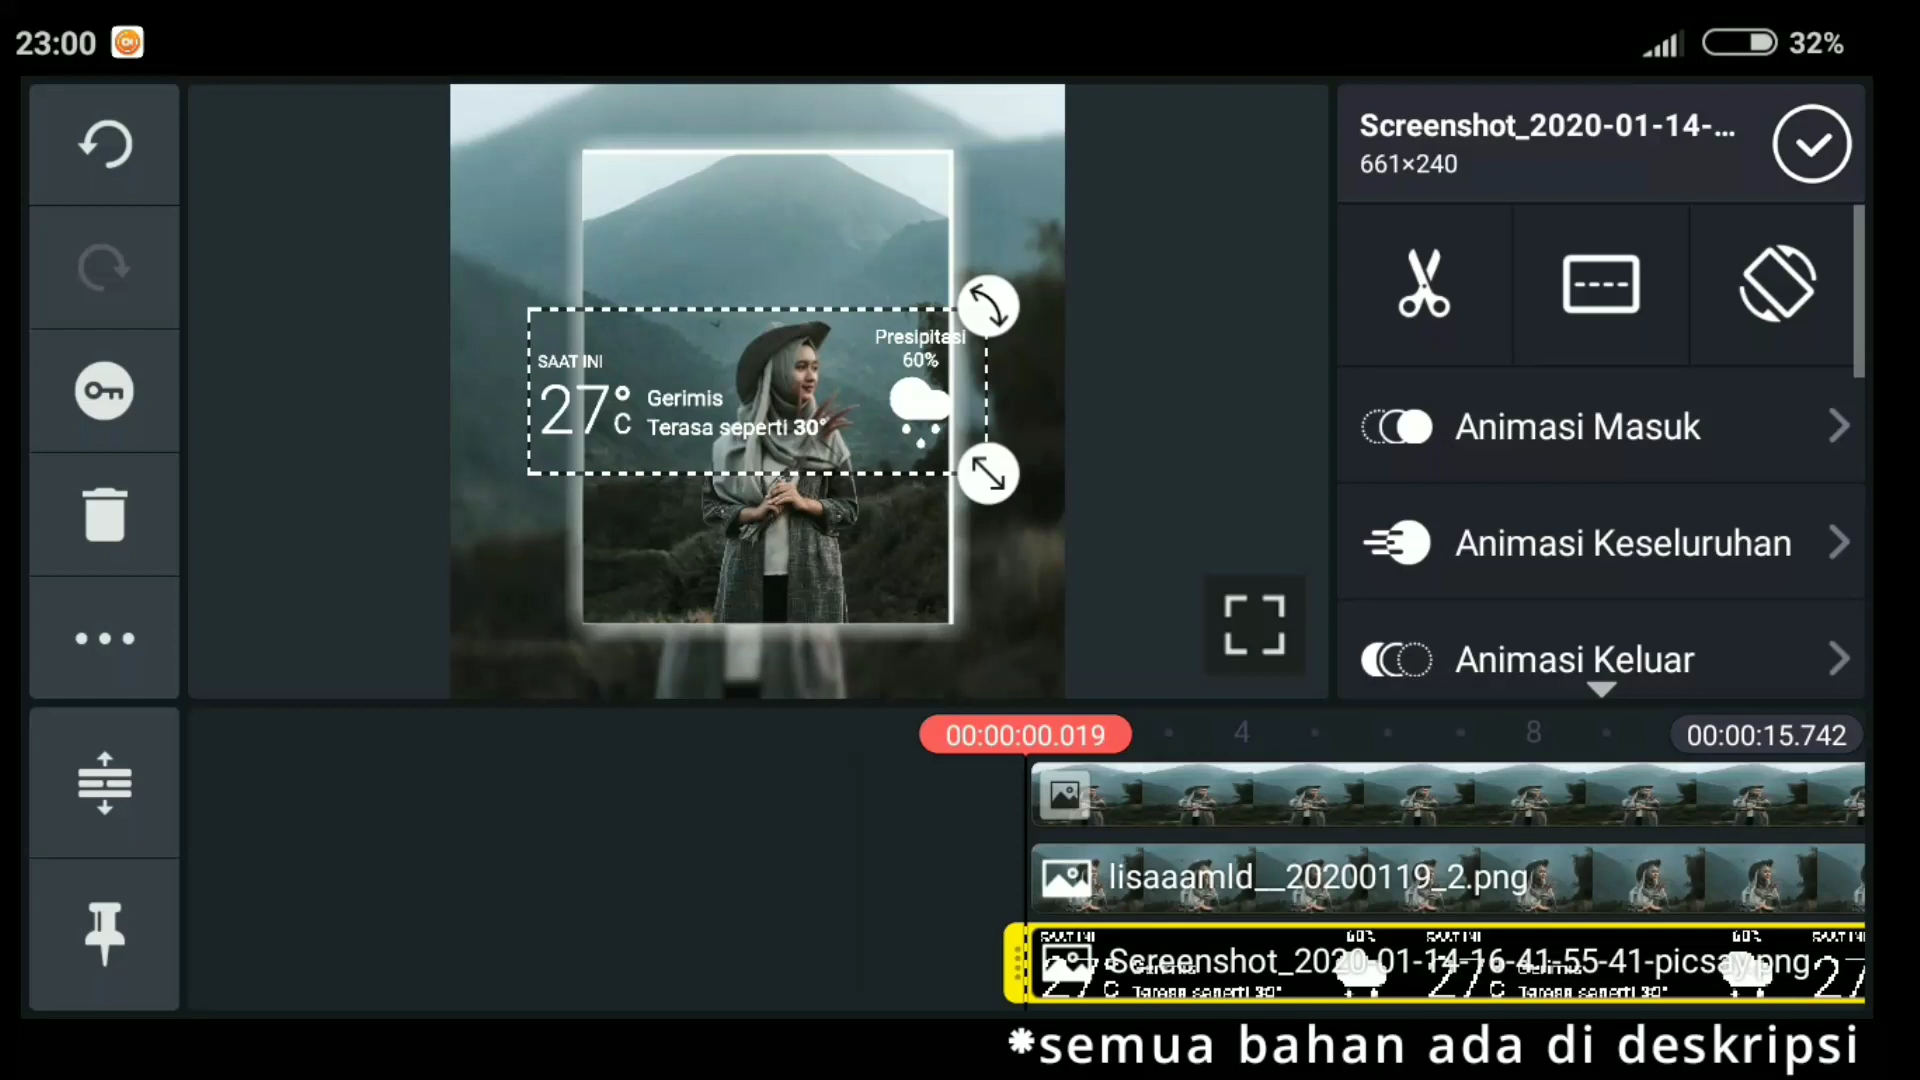 23:00
32%
Screenshot_2020-01-14-...
661×240
Presipitasi
60%
SAAT INI
27°C
Gerimis
Terasa seperti 30°
Animasi Masuk
Animasi Keseluruhan
Animasi Keluar
00:00:00.019
4
8
00:00:15.742
lisaaamld__20200119_2.png
Screenshot_2020-01-14-16-41-55-41-picsay.png
*semua bahan ada di deskripsi